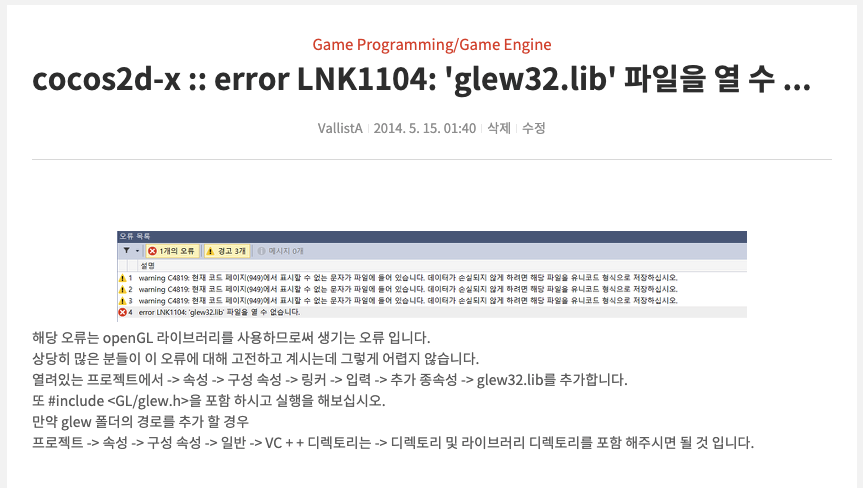 Game Programming/Game Engine
cocos2d-x :: error LNK1104: 'glew32.lib' 파일을 열 수 ...
VallistA | 2014. 5. 15. 01:40 | 삭제 | 수정
오류 목록
1개의 오류 경고 3개 메시지 0개
설명
1 warning C4819: 현재 코드 페이지(949)에서 표시할 수 없는 문자가 파일에 들어 있습니다. 데이터가 손실되지 않게 하려면 해당 파일을 유니코드 형식으로 저장하십시오.
2 warning C4819: 현재 코드 페이지(949)에서 표시할 수 없는 문자가 파일에 들어 있습니다. 데이터가 손실되지 않게 하려면 해당 파일을 유니코드 형식으로 저장하십시오.
3 warning C4819: 현재 코드 페이지(949)에서 표시할 수 없는 문자가 파일에 들어 있습니다. 데이터가 손실되지 않게 하려면 해당 파일을 유니코드 형식으로 저장하십시오.
4 error LNK1104: 'glew32.lib' 파일을 열 수 없습니다.
해당 오류는 openGL 라이브러리를 사용하므로써 생기는 오류 입니다.
상당히 많은 분들이 이 오류에 대해 고전하고 계시는데 그렇게 어렵지 않습니다.
열려있는 프로젝트에서 -> 속성 -> 구성 속성 -> 링커 -> 입력 -> 추가 종속성 -> glew32.lib를 추가합니다.
또 #include <GL/glew.h>을 포함 하시고 실행을 해보십시오.
만약 glew 폴더의 경로를 추가 할 경우
프로젝트 -> 속성 -> 구성 속성 -> 일반 -> VC + + 디렉토리는 -> 디렉토리 및 라이브러리 디렉토리를 포함 해주시면 될 것 입니다.